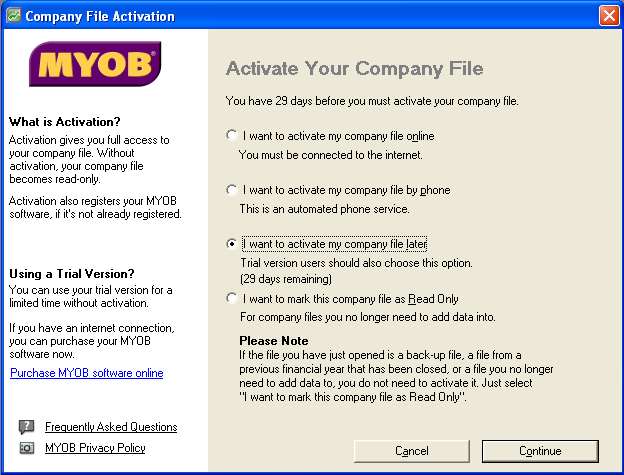 Company File Activation
MYOB
What is Activation?
Activation gives you full access to
your company file. Without
activation, your company file
becomes read-only.
Activation also registers your MYOB
software, if it's not already registered.
Using a Trial Version?
You can use your trial version for a
limited time without activation.
If you have an internet connection,
you can purchase your MYOB
software now.
Purchase MYOB software online
Frequently Asked Questions
MYOB Privacy Policy
Activate Your Company File
You have 29 days before you must activate your company file.
I want to activate my company file online
You must be connected to the internet.
I want to activate my company file by phone
This is an automated phone service.
I want to activate my company file later
Trial version users should also choose this option.
(29 days remaining)
I want to mark this company file as Read Only
For company files you no longer need to add data into.
Please Note
If the file you have just opened is a back-up file, a file from a
previous financial year that has been closed, or a file you no longer
need to add data to, you do not need to activate it. Just select
"I want to mark this company file as Read Only".
Cancel
Continue